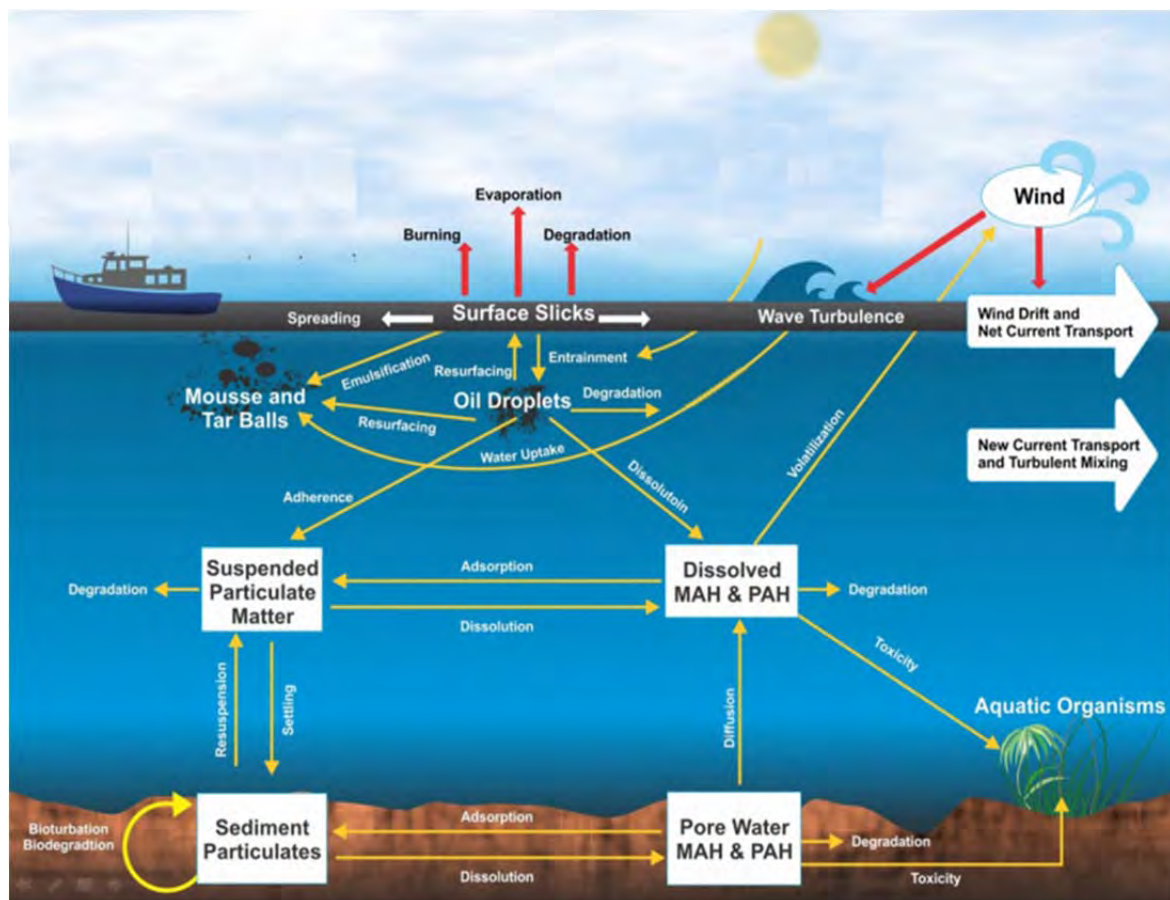 Evaporation
Burning
Degradation
Wind
Spreading
Surface Slicks
Wave Turbulence
Wind Drift and
Net Current Transport
Emulsification
Resurfacing
Entrainment
Mousse and
Tar Balls
Oil Droplets
Degradation
Resurfacing
Water Uptake
Volatilization
New Current Transport
and Turbulent Mixing
Adherence
Dissolutoin
Suspended
Particulate
Matter
Degradation
Adsorption
Dissolution
Dissolved
MAH & PAH
Degradation
Toxicity
Resuspension
Settling
Diffusion
Aquatic Organisms
Bioturbation
Biodegradtion
Sediment
Particulates
Adsorption
Dissolution
Pore Water
MAH & PAH
Degradation
Toxicity